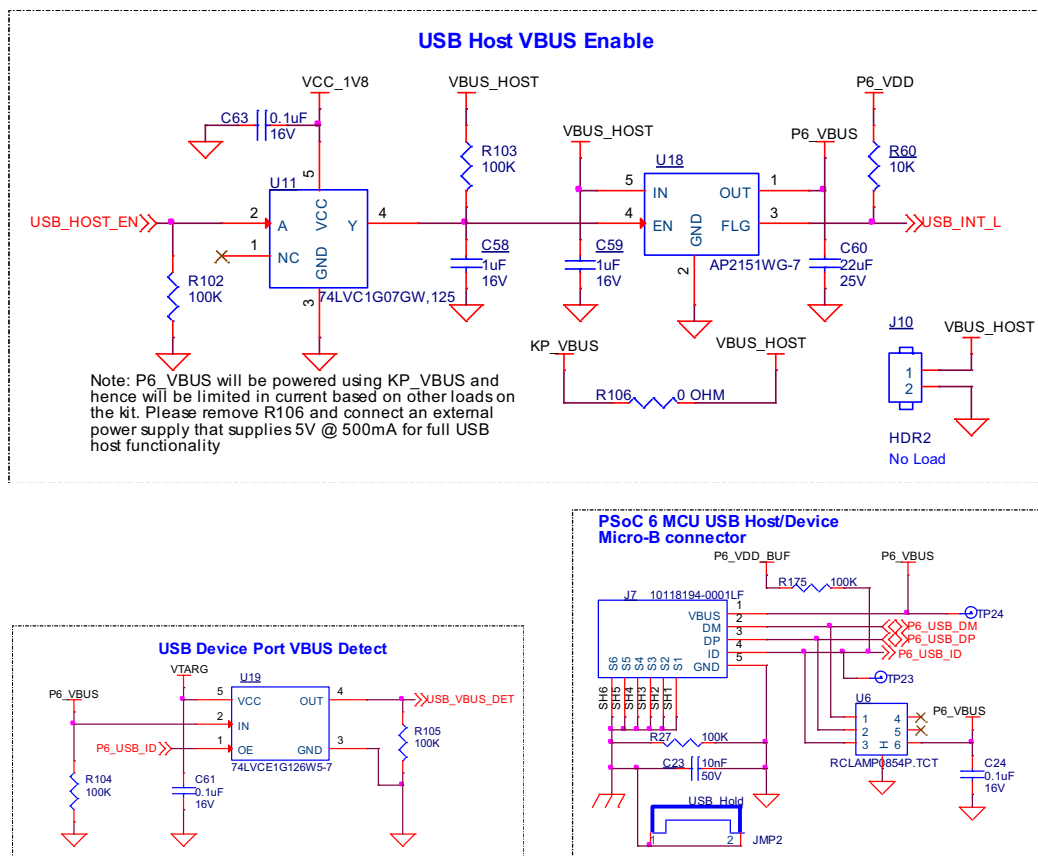 USB Host VBUS Enable
VCC_1V8
VBUS_HOST
P6_VDD
C63
0.1uF
16V
R103
100K
VBUS_HOST
U18
P6_VBUS
R60
10K
U11
5
VCC
5
IN
OUT
1
USB_HOST_EN
2
A
Y
4
4
EN
FLG
3
USB_INT_L
1
NC
GND
GND
C58
1uF
16V
C59
1uF
16V
2
AP2151WG-7
C60
22uF
25V
R102
100K
3
74LVC1G07GW,125
J10
VBUS_HOST
1
2
HDR2
No Load
KP_VBUS
VBUS_HOST
R106
0 OHM
Note: P6_VBUS will be powered using KP_VBUS and
hence will be limited in current based on other loads on
the kit. Please remove R106 and connect an external
power supply that supplies 5V @ 500mA for full USB
host functionality
PSoC 6 MCU USB Host/Device
Micro-B connector
P6_VDD_BUF
P6_VBUS
R175
100K
J7
10118194-0001LF
VBUS
1
TP24
DM
2
P6_USB_DM
DP
3
P6_USB_DP
ID
4
P6_USB_ID
GND
5
S6
S5
S4
S3
S2
S1
SH6
SH5
SH4
SH3
SH2
SH1
TP23
U6
P6_VBUS
1
4
2
5
3
H
6
RCLAMP0854P.TCT
R27
100K
C23
10nF
50V
C24
0.1uF
16V
USB_Hold
1
2
JMP2
USB Device Port VBUS Detect
VTARG
P6_VBUS
U19
5
VCC
OUT
4
USB_VBUS_DET
2
IN
P6_USB_ID
1
OE
GND
3
74LVCE1G126W5-7
R105
100K
R104
100K
C61
0.1uF
16V